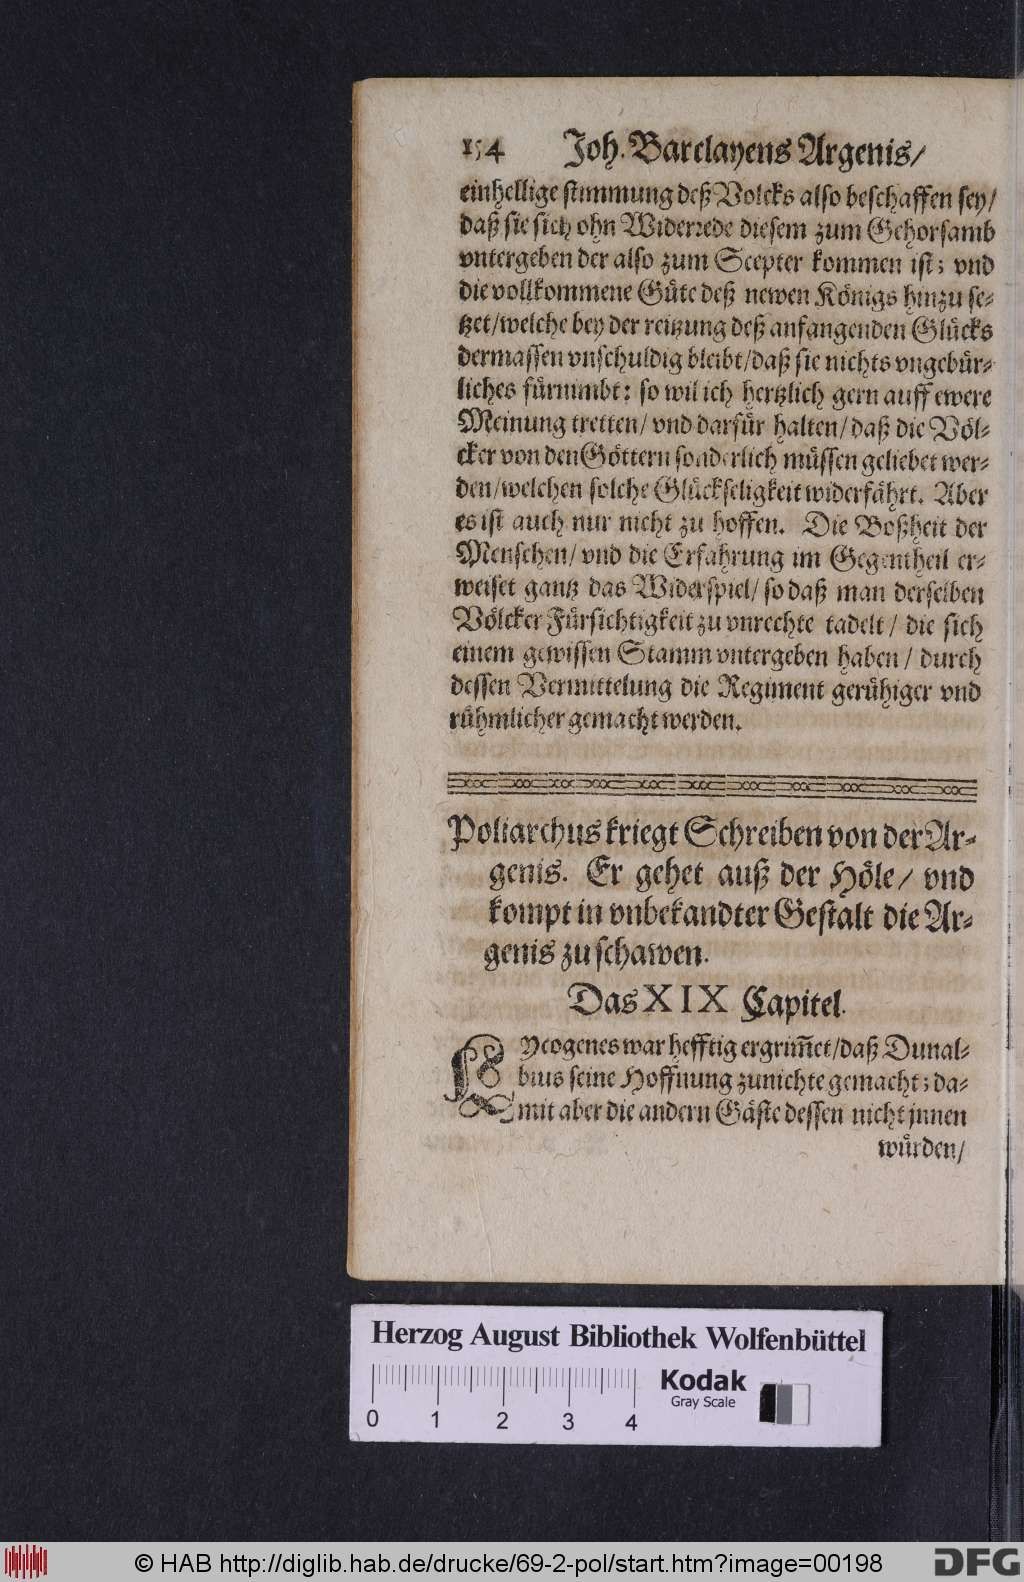 154 Joh. Barclayens Argenis/
einhellige stimmung deß Volcks also beschaffen sey/
daß sie sich ohn Widerrede diesem zum Gehorsamb
vntergeben der also zum Scepter kommen ist; vnd
die vollkommene Güte deß newen Königs hinzu se-
tzet/welche bey der reitzung deß anfangenden Glücks
dermassen vnschuldig bleibt/daß sie nichts vngebür-
liches fürnimbt: so wil ich hertzlich gern auff ewere
Meinung tretten/ vnd darfür halten/daß die Völ-
cker von den Göttern sonderlich müssen geliebet wer-
den/welchen solche Glückseligkeit widerfährt. Aber
es ist auch nur nicht zu hoffen. Die Boßheit der
Menschen/ vnd die Erfahrung im Gegentheil er-
weiset gantz das Widerspiel/ so daß man derselben
Völcker Fürsichtigkeit zu vnrechte tadelt / die sich
einem gewissen Stamm vntergeben haben / durch
dessen Vermittelung die Regiment gerühiger vnd
rühmlicher gemacht werden.
Poliarchus kriegt Schreiben von der Ar-
genis. Er gehet auß der Höle/ vnd
kompt in vnbekandter Gestalt die Ar-
genis zu schawen.
Das XIX Capitel.
LYcogenes war hefftig ergrim̃et/daß Dunal-
bius seine Hoffnung zunichte gemacht; da-
mit aber die andern Gäste dessen nicht jnnen
würden/
Herzog August Bibliothek Wolfenbüttel
Kodak
Gray Scale
0 1 2 3 4
© HAB http://diglib.hab.de/drucke/69-2-pol/start.htm?image=00198
DFG